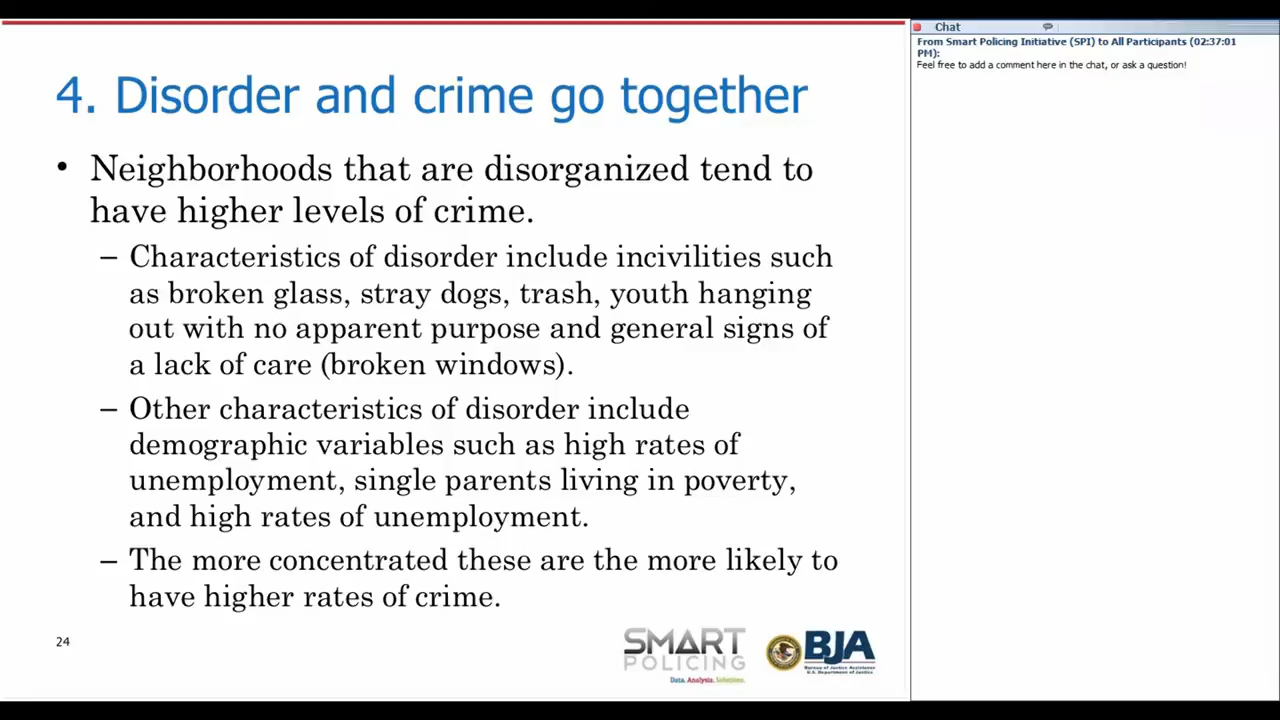 4. Disorder and crime go together
• Neighborhoods that are disorganized tend to
have higher levels of crime.
– Characteristics of disorder include incivilities such
as broken glass, stray dogs, trash, youth hanging
out with no apparent purpose and general signs of
a lack of care (broken windows).
– Other characteristics of disorder include
demographic variables such as high rates of
unemployment, single parents living in poverty,
and high rates of unemployment.
– The more concentrated these are the more likely to
have higher rates of crime.
24
SMART
POLICING
Data. Analysis. Solutions.
BJA
Bureau of Justice Assistance
U.S. Department of Justice
Chat
From Smart Policing Initiative (SPI) to All Participants (02:37:01
PM):
Feel free to add a comment here in the chat, or ask a question!